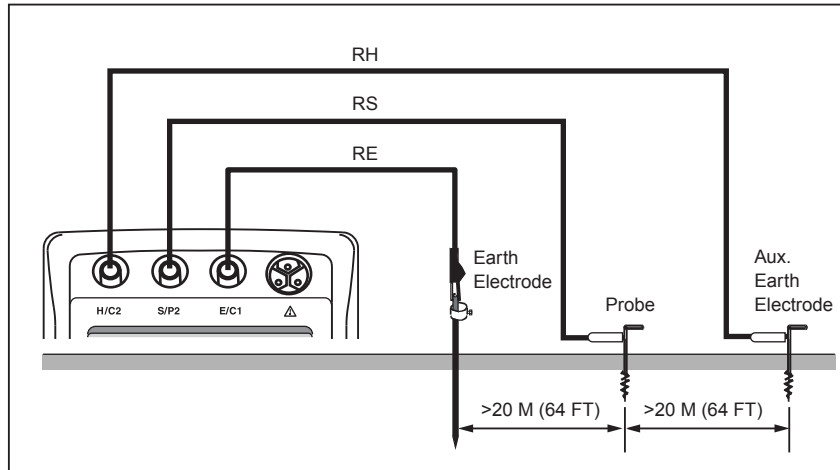 RH
RS
RE
Earth
Electrode
Aux.
Earth
Electrode
Probe
H/C2 S/P2 E/C1
>20 M (64 FT) >20 M (64 FT)